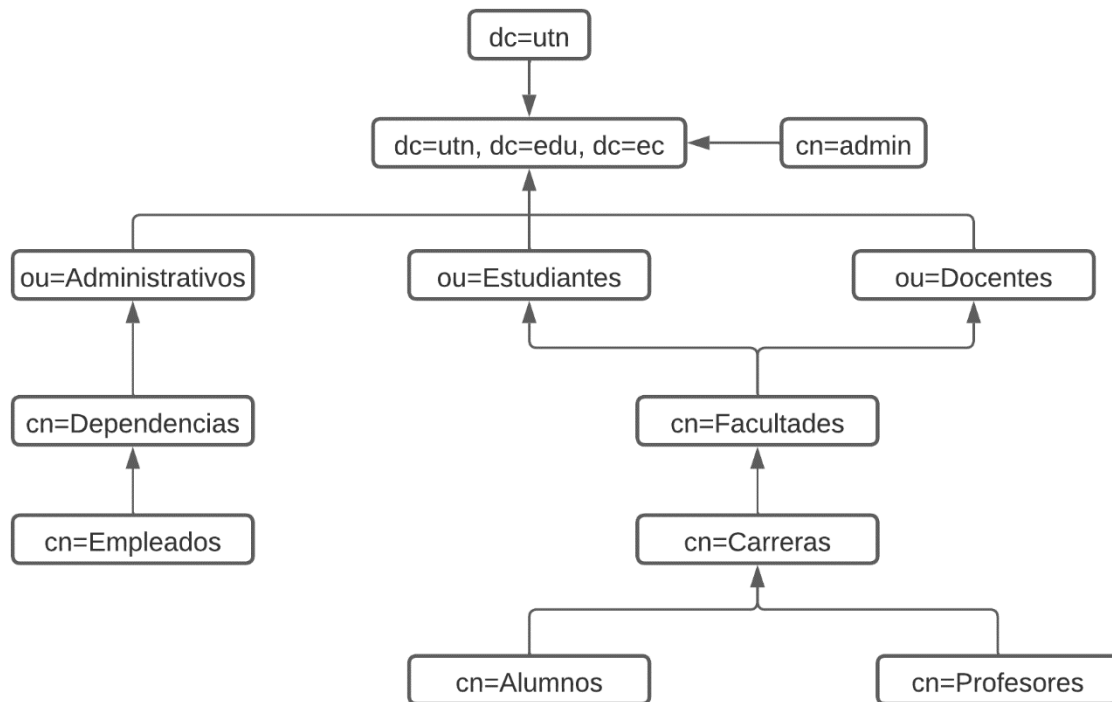 dc=utn
dc=utn, dc=edu, dc=ec
cn=admin
ou=Administrativos
ou=Estudiantes
ou=Docentes
cn=Dependencias
cn=Facultades
cn=Empleados
cn=Carreras
cn=Alumnos
cn=Profesores